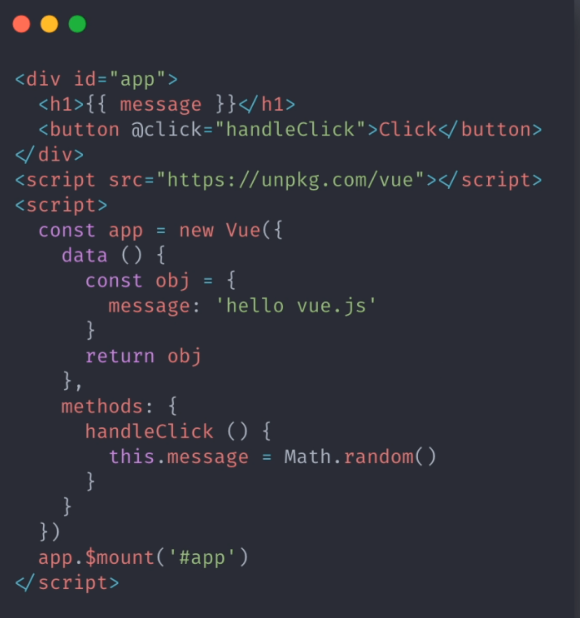 <div id="app">
  <h1>{{ message }}</h1>
  <button @click="handleClick">Click</button>
</div>
<script src="https://unpkg.com/vue"></script>
<script>
  const app = new Vue({
    data () {
      const obj = {
        message: 'hello vue.js'
      }
      return obj
    },
    methods: {
      handleClick () {
        this.message = Math.random()
      }
    }
  })
  app.$mount('#app')
</script>